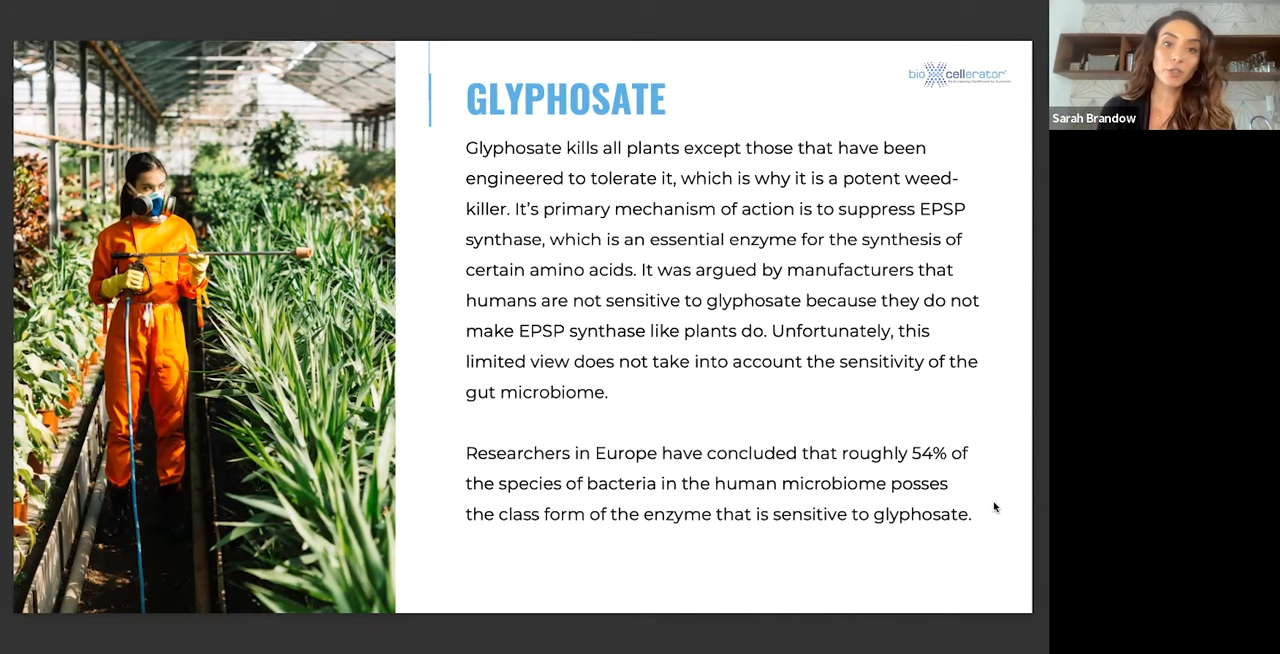 bio cellerator
GLYPHOSATE
Glyphosate kills all plants except those that have been
engineered to tolerate it, which is why it is a potent weed-
killer. It’s primary mechanism of action is to suppress EPSP
synthase, which is an essential enzyme for the synthesis of
certain amino acids. It was argued by manufacturers that
humans are not sensitive to glyphosate because they do not
make EPSP synthase like plants do. Unfortunately, this
limited view does not take into account the sensitivity of the
gut microbiome.
Researchers in Europe have concluded that roughly 54% of
the species of bacteria in the human microbiome posses
the class form of the enzyme that is sensitive to glyphosate.
Sarah Brandow